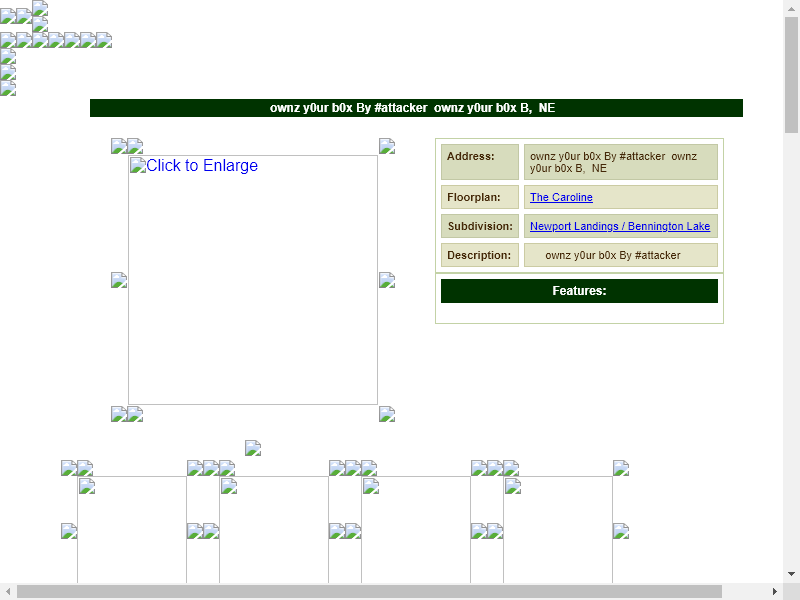 ownz y0ur b0x By #attacker  ownz y0ur b0x B,  NE
Click to Enlarge
Address:
ownz y0ur b0x By #attacker  ownz
y0ur b0x B,  NE
Floorplan:
The Caroline
Subdivision:
Newport Landings / Bennington Lake
Description:
ownz y0ur b0x By #attacker
Features: